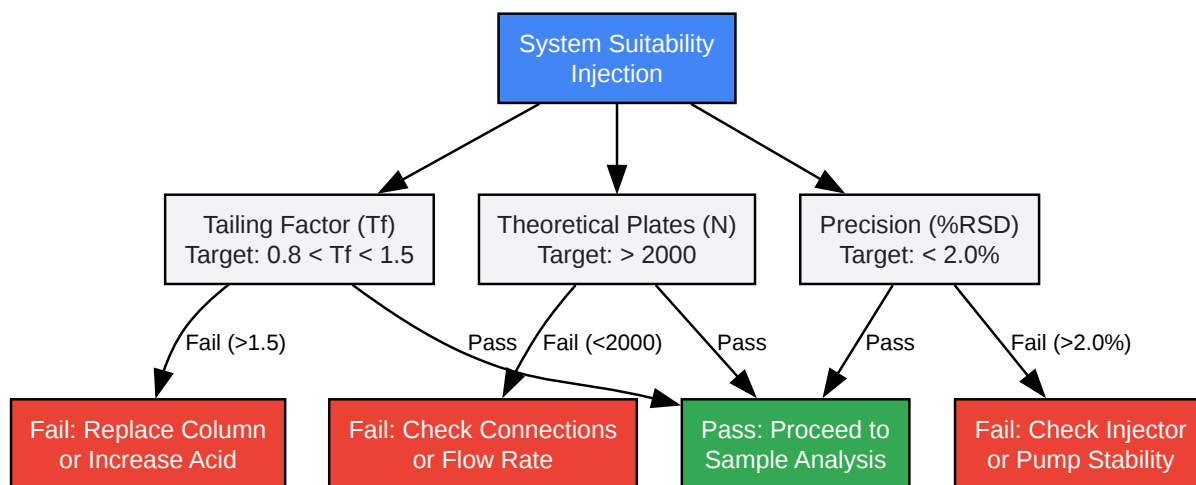 System Suitability
Injection
Tailing Factor (Tf)
Target: 0.8 < Tf < 1.5
Theoretical Plates (N)
Target: > 2000
Precision (%RSD)
Target: < 2.0%
Fail (>1.5)
Pass
Fail (<2000)
Pass
Pass
Fail (>2.0%)
Fail: Replace Column
or Increase Acid
Fail: Check Connections
or Flow Rate
Pass: Proceed to
Sample Analysis
Fail: Check Injector
or Pump Stability